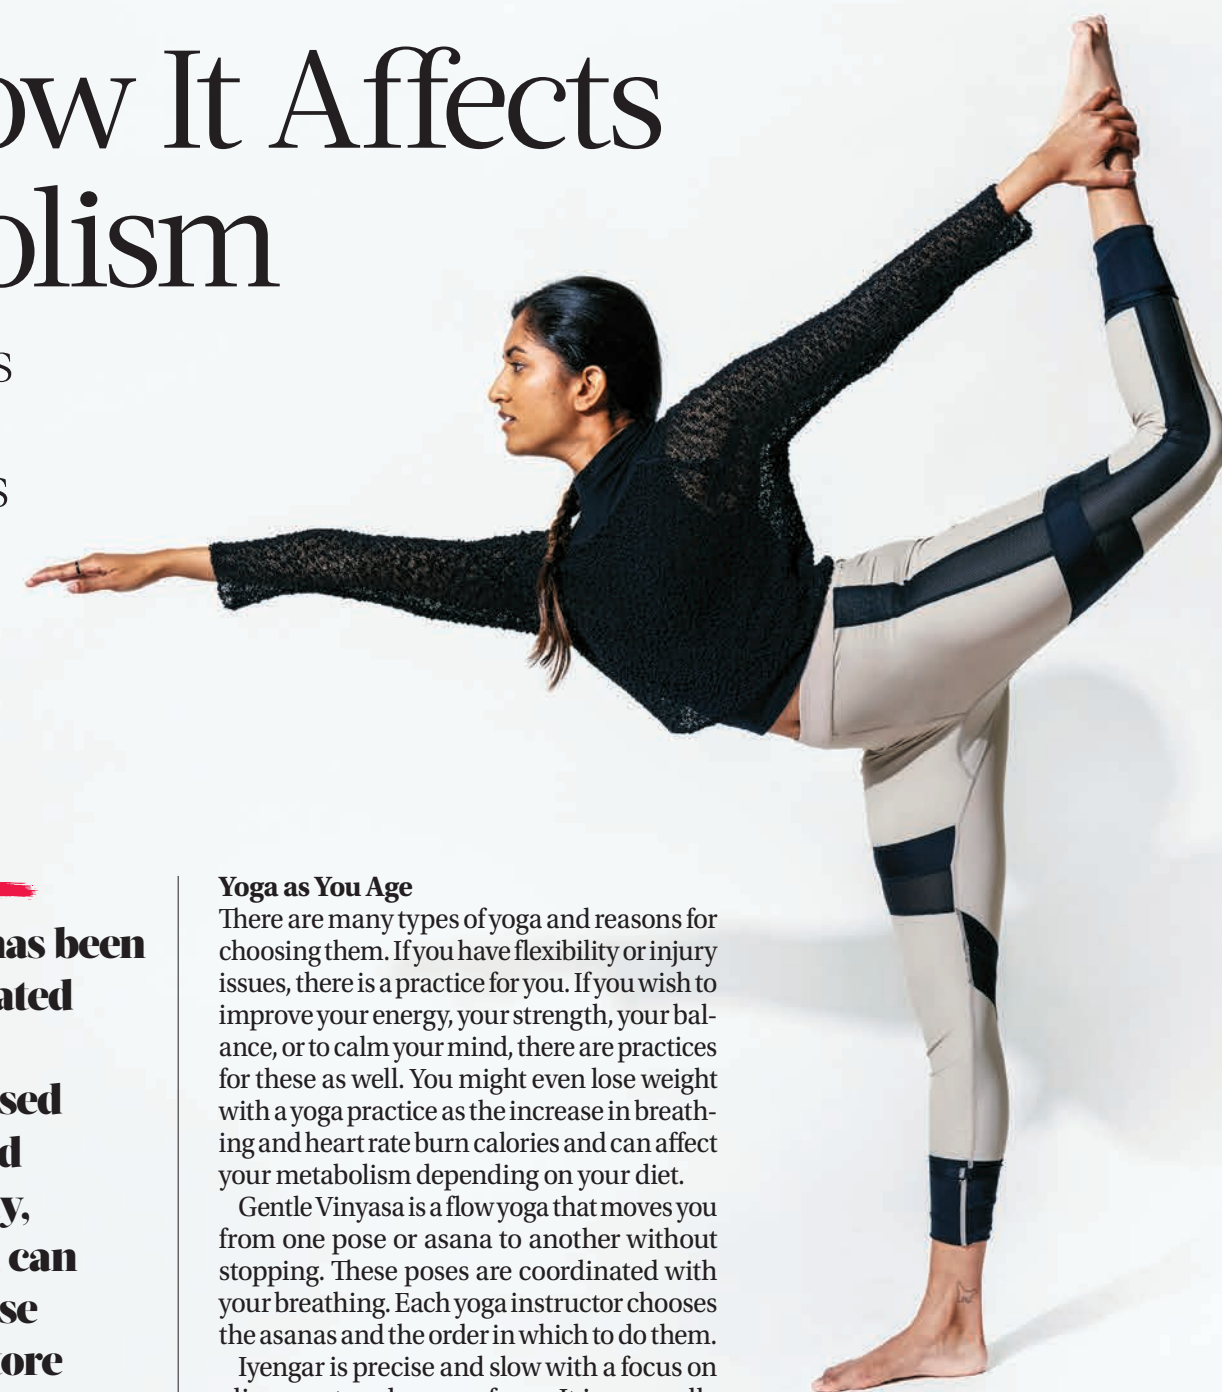 ow It Affects
olism
s
s
has been
ated
sed
d
y,
can
se
ore
Yoga as You Age
There are many types of yoga and reasons for
choosing them. If you have flexibility or injury
issues, there is a practice for you. If you wish to
improve your energy, your strength, your bal-
ance, or to calm your mind, there are practices
for these as well. You might even lose weight
with a yoga practice as the increase in breath-
ing and heart rate burn calories and can affect
your metabolism depending on your diet.
Gentle Vinyasa is a flow yoga that moves you
from one pose or asana to another without
stopping. These poses are coordinated with
your breathing. Each yoga instructor chooses
the asanas and the order in which to do them.
Iyengar is precise and slow with a focus on